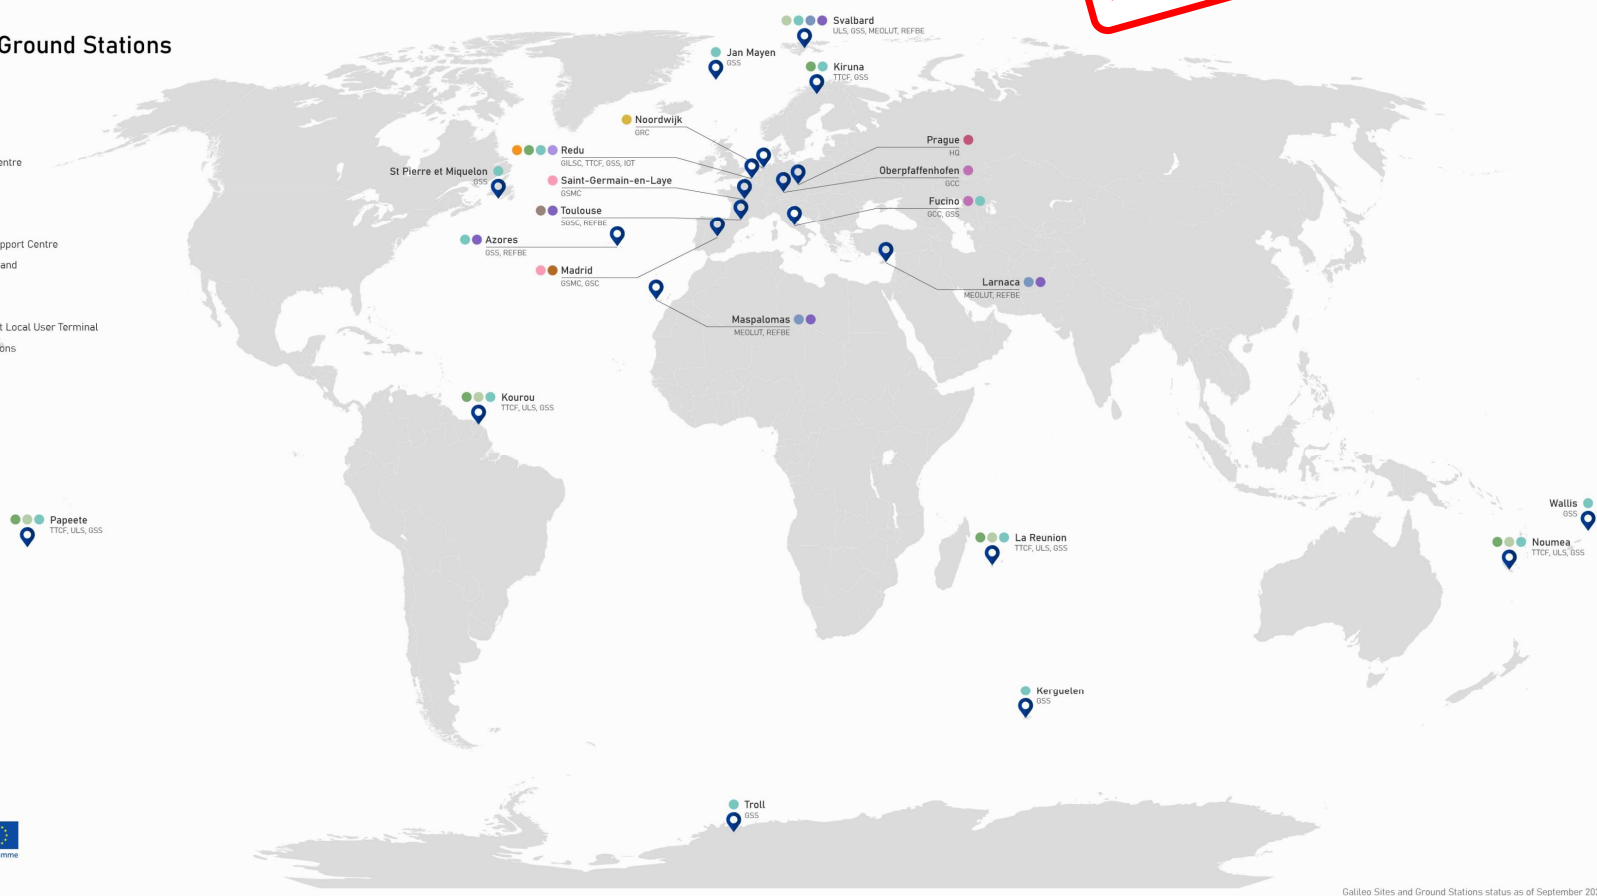 Ground Stations
Svalbard
ULS, GSS, MEOLUT, REFBE
Jan Mayen
GSS
Kiruna
TTCF, GSS
Noordwijk
GRC
Prague
HQ
Redu
GILSC, TTCF, GSS, IOT
entre
St Pierre et Miquelon
GSS
Oberpfaffenhofen
GCC
Saint-Germain-en-Laye
GSMC
Fucino
GCC, GSS
Toulouse
SGSC, REFBE
Azores
GSS, REFBE
pport Centre
and
Madrid
GSMC, GSC
Larnaca
MEOLUT, REFBE
Maspalomas
MEOLUT, REFBE
t Local User Terminal
ons
Kourou
TTCF, ULS, GSS
Wallis
GSS
Papeete
TTCF, ULS, GSS
La Reunion
TTCF, ULS, GSS
Noumea
TTCF, ULS, GSS
Kerguelen
GSS
Troll
GSS
mme
Galileo Sites and Ground Stations status as of September 202